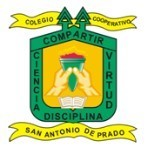 COLEGIO COOPERATIVO
COMPARTIR
CIENCIA
VIRTUD
DISCIPLINA
SAN ANTONIO DE PRADO